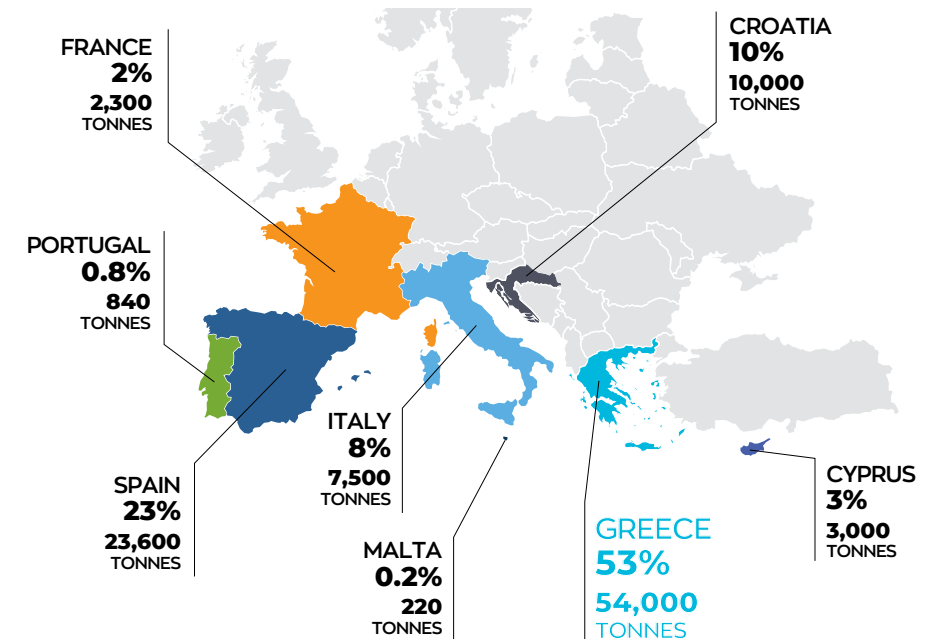 FRANCE
2%
2,300
TONNES
CROATIA
10%
10,000
TONNES
PORTUGAL
0.8%
840
TONNES
ITALY
8%
7,500
TONNES
SPAIN
23%
23,600
TONNES
MALTA
0.2%
220
TONNES
GREECE
53%
54,000
TONNES
CYPRUS
3%
3,000
TONNES